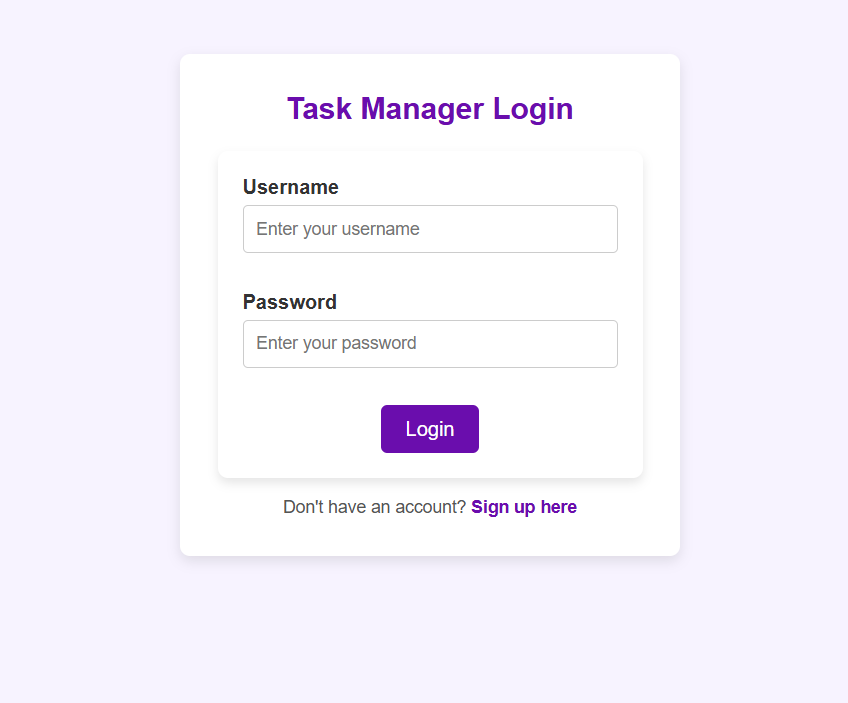 Task Manager Login
Username
Enter your username
Password
Enter your password
Login
Don't have an account? Sign up here